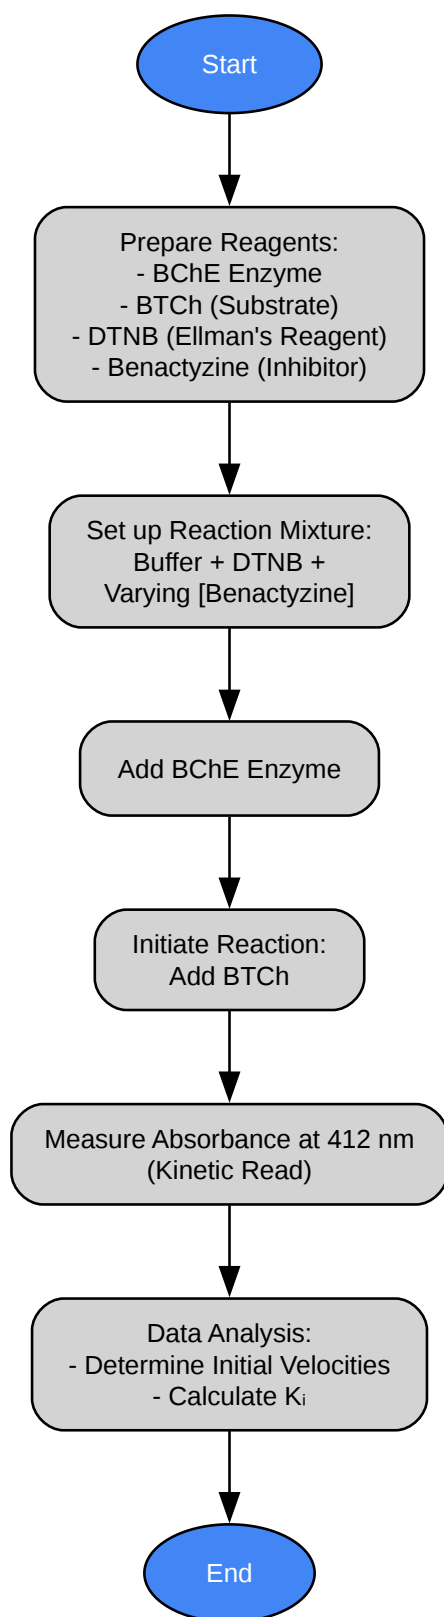 Start
Prepare Reagents:
- BChE Enzyme
- BTCh (Substrate)
- DTNB (Ellman's Reagent)
- Benactyzine (Inhibitor)
Set up Reaction Mixture:
Buffer + DTNB +
Varying [Benactyzine]
Add BChE Enzyme
Initiate Reaction:
Add BTCh
Measure Absorbance at 412 nm
(Kinetic Read)
Data Analysis:
- Determine Initial Velocities
- Calculate Kᵢ
End